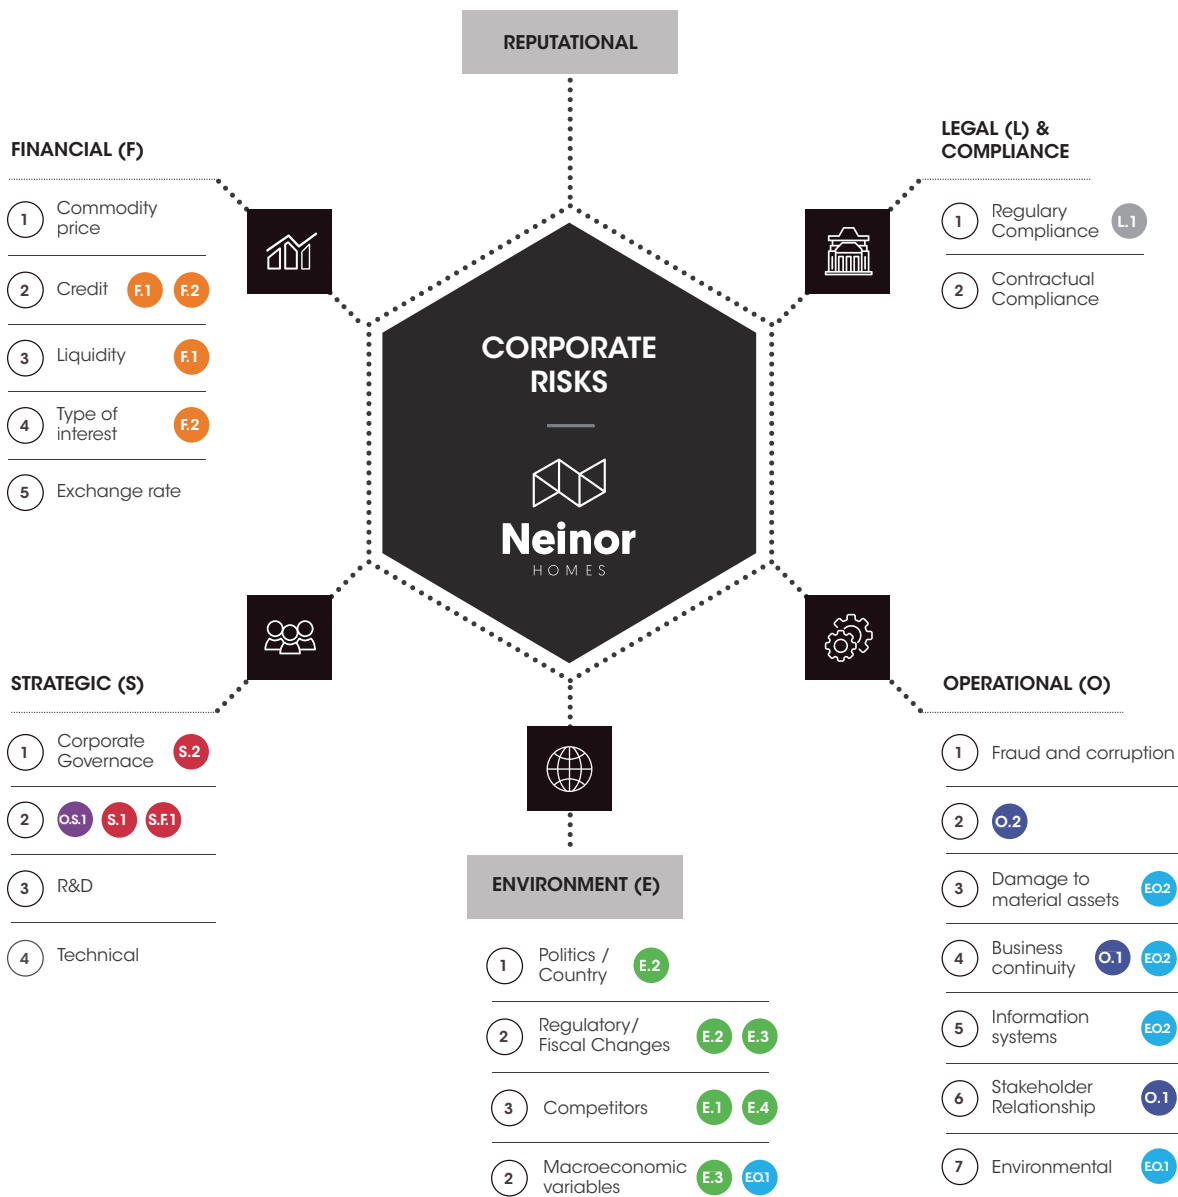 REPUTATIONAL
FINANCIAL (F)
1 Commodity
price
2 Credit F.1 F.2
3 Liquidity F.1
4 Type of
interest F.2
5 Exchange rate
LEGAL (L) &
COMPLIANCE
1 Regulary
Compliance L.1
2 Contractual
Compliance
CORPORATE
RISKS
Neinor
HOMES
STRATEGIC (S)
1 Corporate
Governace S.2
2 O.S.1 S.1 S.F.1
3 R&D
4 Technical
ENVIRONMENT (E)
1 Politics /
Country E.2
2 Regulatory/
Fiscal Changes E.2 E.3
3 Competitors E.1 E.4
2 Macroeconomic
variables E.3 E.O.1
OPERATIONAL (O)
1 Fraud and corruption
2 O.2
3 Damage to
material assets E.O.2
4 Business
continuity O.1 E.O.2
5 Information
systems E.O.2
6 Stakeholder
Relationship O.1
7 Environmental E.O.1